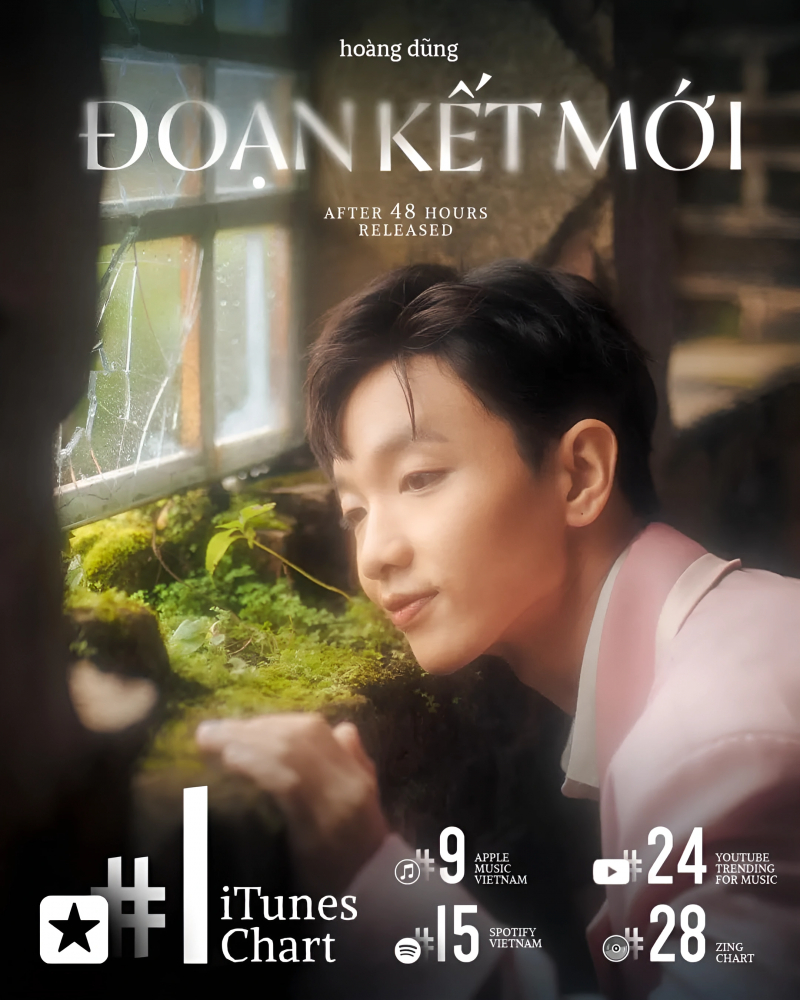 hoàng dũng
ĐOẠN KẾT MỚI
AFTER 48 HOURS
RELEASED
#1 iTunes
Chart
#9 APPLE
MUSIC
VIETNAM
#24 YOUTUBE
TRENDING
FOR MUSIC
#15 SPOTIFY
VIETNAM
#28 ZING
CHART